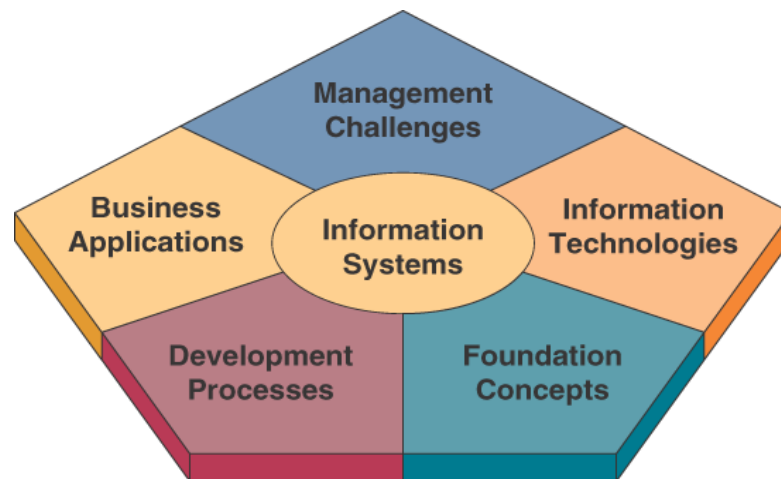 Management
Challenges
Business
Applications
Information
Systems
Information
Technologies
Development
Processes
Foundation
Concepts